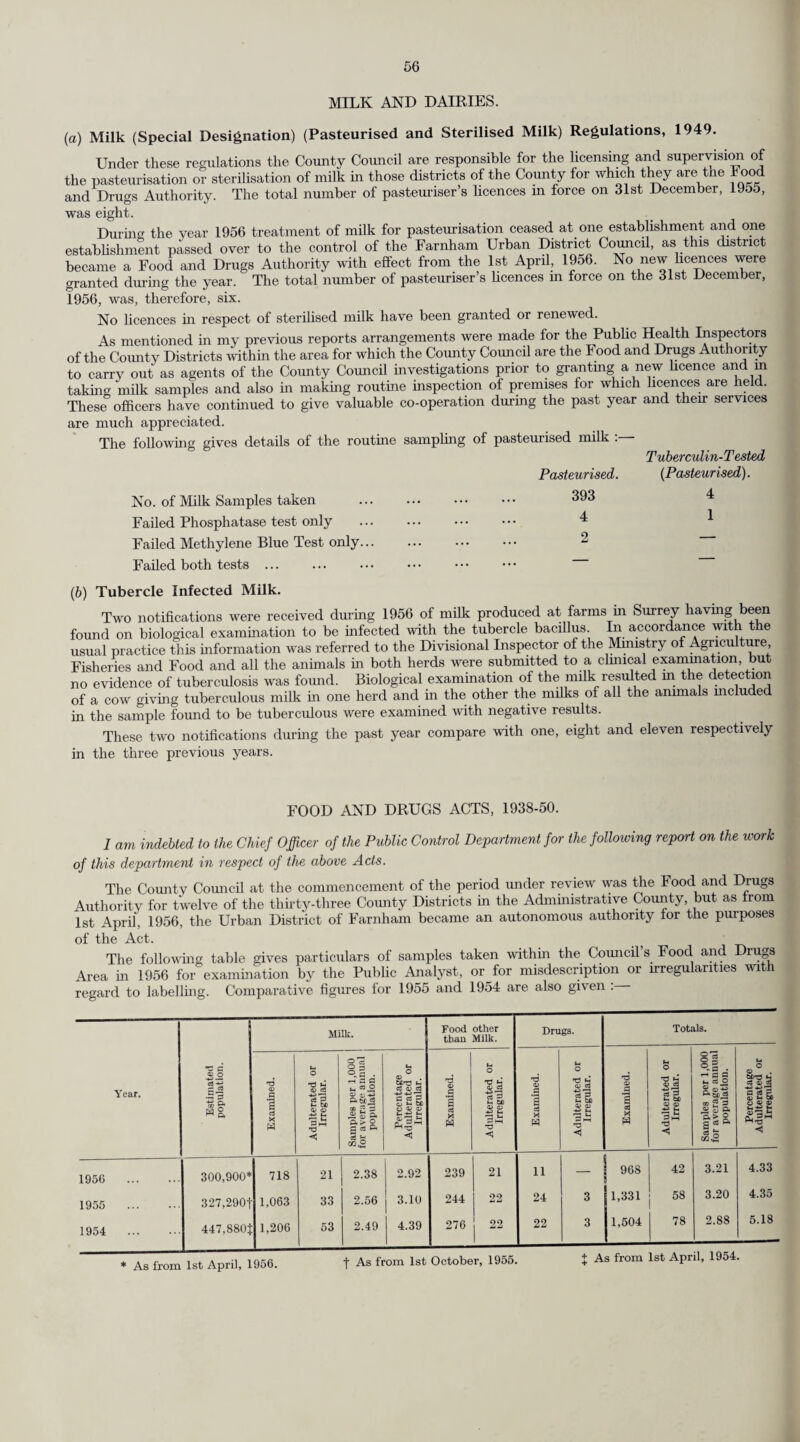 56
MILK AND DAIRIES.
(a) Milk (Special Designation) (Pasteurised and Sterilised Milk) Regulations, 1949.
Under these regulations the County Council are responsible for the licensing and supervision of
the pasteurisation or sterilisation of milk in those districts of the County for which they are the Food
and Drugs Authority. The total number of pasteuriser's licences in force on 31st December, 1955,
was eight.
During the year 1956 treatment of milk for pasteurisation ceased at one establishment and one
establishment passed over to the control of the Farnham Urban District Council, as this district
became a Food and Drugs Authority with effect from the 1st April, 1956. No new licences were
granted during the year. The total number of pasteuriser's licences in force on the 31st December,
1956, was, therefore, six.
No licences in respect of sterilised milk have been granted or renewed.
As mentioned in my previous reports arrangements were made for the Public Health Inspectors
of the County Districts within the area for which the County Council are the Food and Drugs Authority
to carry out as agents of the County Council investigations prior to granting a new licence and in
taking milk samples and also in making routine inspection of premises for which licences are held.
These officers have continued to give valuable co-operation during the past year and their services
are much appreciated.
The following gives details of the routine sampling of pasteurised milk :—
Tuberculin-Tested
Pasteurised. (Pasteurised).
No. of Milk Samples taken ... ... ... ... 393 4
Failed Phosphatase test only ... ... ... ... 4 1
Failed Methylene Blue Test only... ... ... ... 2 —
Failed both tests ... ... ... ... ... ... — —
(b) Tubercle Infected Milk.
Two notifications were received during 1956 of milk produced at farms in Surrey having been
found on biological examination to be infected with the tubercle bacillus. In accordance with the
usual practice this information was referred to the Divisional Inspector of the Ministry of Agriculture,
Fisheries and Food and all the animals in both herds were submitted to a clinical examination, but
no evidence of tuberculosis was found. Biological examination of the milk resulted in the detection
of a cow giving tuberculous milk in one herd and in the other the milks of all the animals included
in the sample found to be tuberculous were examined with negative results.
These two notifications during the past year compare with one, eight and eleven respectively
in the three previous years.
FOOD AND DRUGS ACTS, 1938-50.
I am indebted to the Chief Officer of the Public Control Department for the following report on the work
of this department in respect of the above Acts.
The County Council at the commencement of the period under review was the Food and Drugs
Authority for twelve of the thirty-three County Districts in the Administrative County, but as from
1st April, 1956, the Urban District of Farnham became an autonomous authority for the purposes
of the Act.
The following table gives particulars of samples taken within the Council's Food and Drugs
Area in 1956 for examination by the Public Analyst, or for misdescription or irregularities with
regard to labelling. Comparative figures for 1955 and 1954 are also given :—
Year. Estimated population. Milk. Food other than Milk. Drugs. Totals.
Examined. Adulterated or Irregular. Samples per 1,000 for average annual population. Percentage Adulterated or Irregular. Examined. Adulterated or Irregular. Examined. Adulterated or Irregular. Examined. Adulterated or Irregular. Samples per 1,000 for average annual population. Percentage Adulterated or Irregular.
1956 ... ... 300,900* 718 21 2.38 2.92 239 21 11 — 968 42 3.21 4.33
1955 ... ... 327,290† 1,063 33 2.56 3.10 244 22 24 3 1,331 58 3.20 4.35
1954 ... ... 447,880‡ 1,206 53 2.49 4.39 276 22 22 3 1,504 78 2.88 5.18
* As from 1st April, 1956. † As from 1st October, 1955. ‡ As from 1st April, 1954.